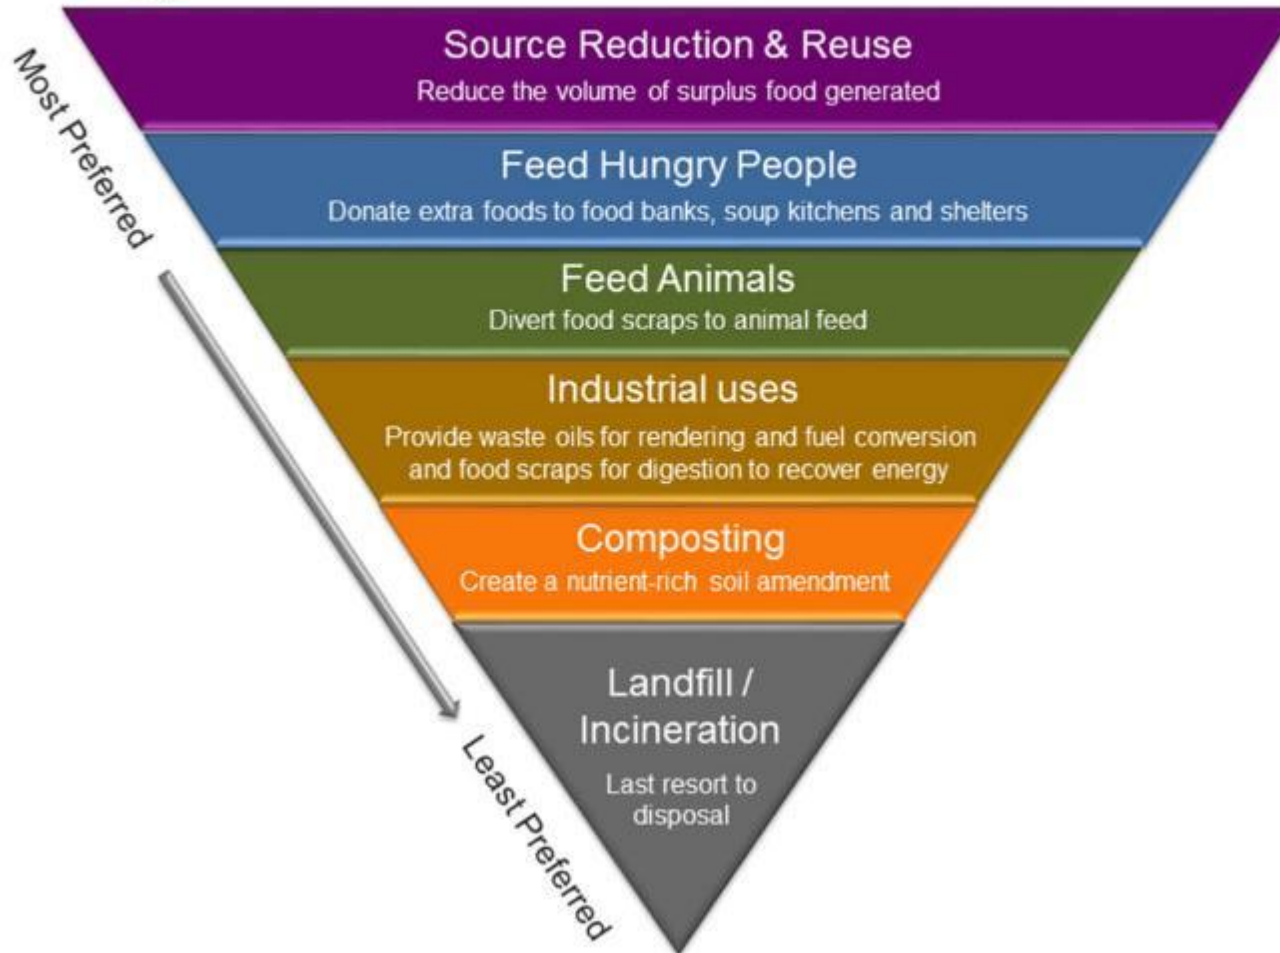 Most Preferred
Source Reduction & Reuse
Reduce the volume of surplus food generated
Feed Hungry People
Donate extra foods to food banks, soup kitchens and shelters
Feed Animals
Divert food scraps to animal feed
Industrial uses
Provide waste oils for rendering and fuel conversion
and food scraps for digestion to recover energy
Composting
Create a nutrient-rich soil amendment
Landfill /
Incineration
Last resort to
disposal
Least Preferred